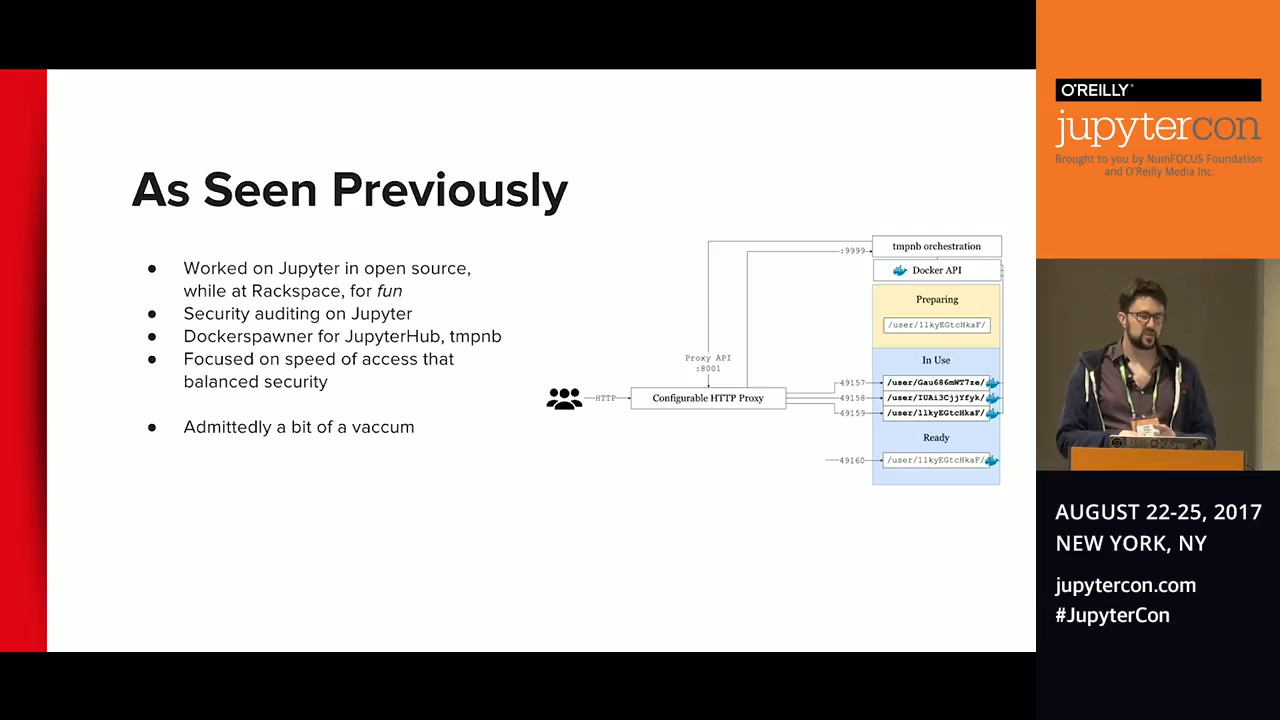 As Seen Previously
● Worked on Jupyter in open source,
while at Rackspace, for fun
● Security auditing on Jupyter
● Dockerspawner for JupyterHub, tmpnb
● Focused on speed of access that
balanced security
● Admittedly a bit of a vaccum
HTTP
Configurable HTTP Proxy
Proxy API
:8001
:9999
tmpnb orchestration
Docker API
Preparing
/user/1lkyEGtcHkaF/
In Use
49157
/user/Gau686mWT7ze/
49158
/user/IUAi3CjjYfyk/
49159
/user/1lkyEGtcHkaF/
Ready
49160
/user/1lkyEGtcHkaF/
O'REILLY®
jupytercon
Brought to you by NumFOCUS Foundation
and O'Reilly Media Inc.
AUGUST 22-25, 2017
NEW YORK, NY
jupytercon.com
#JupyterCon